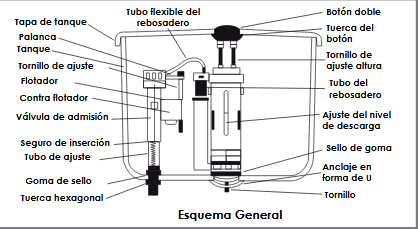 Tubo flexible del
rebosadero
Tapa de tanque
Palanca
Tanque
Tornillo de ajuste
Flotador
Contra flotador
Válvula de admisión
Seguro de inserción
Tubo de ajuste
Goma de sello
Tuerca hexagonal
Botón doble
Tuerca del
botón
Tornillo de
ajuste altura
Tubo del
rebosadero
Ajuste del nivel
de descarga
Sello de goma
Anclaje en
forma de U
Tornillo
Esquema General